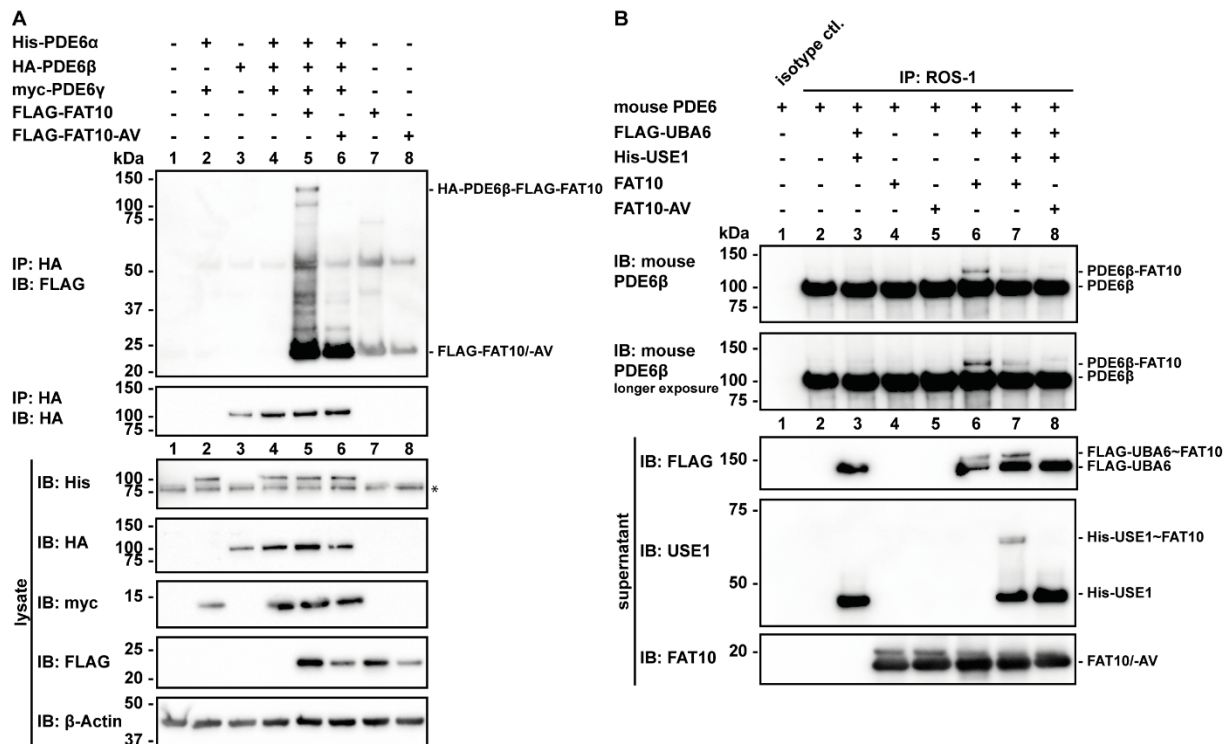 A
His-PDE6α - + - + + + - -
HA-PDE6β - - + + + + - -
myc-PDE6γ - + - + + + - -
FLAG-FAT10 - - - - + - + -
FLAG-FAT10-AV - - - - - + - +
kDa 1 2 3 4 5 6 7 8
150 -
100 -
75 -
50 -
37 -
25 -
20 -
IP: HA
IB: FLAG
- HA-PDE6β-FLAG-FAT10
- FLAG-FAT10/-AV
IP: HA
IB: HA
150 -
100 -
75 -
1 2 3 4 5 6 7 8
lysate
IB: His
100 -
75 -
*
IB: HA
150 -
100 -
75 -
IB: myc
15 -
IB: FLAG
25 -
20 -
IB: β-Actin
50 -
37 -
B
isotype ctl.
IP: ROS-1
mouse PDE6 + + + + + + + +
FLAG-UBA6 - - + - - + + +
His-USE1 - - + - - - + +
FAT10 - - - + - + + -
FAT10-AV - - - - + - - +
kDa 1 2 3 4 5 6 7 8
IB: mouse
PDE6β
150 -
100 -
75 -
- PDE6β-FAT10
- PDE6β
IB: mouse
PDE6β
longer exposure
150 -
100 -
75 -
- PDE6β-FAT10
- PDE6β
1 2 3 4 5 6 7 8
supernatant
IB: FLAG
150 -
- FLAG-UBA6~FAT10
- FLAG-UBA6
IB: USE1
75 -
50 -
- His-USE1~FAT10
- His-USE1
IB: FAT10
20 -
- FAT10/-AV